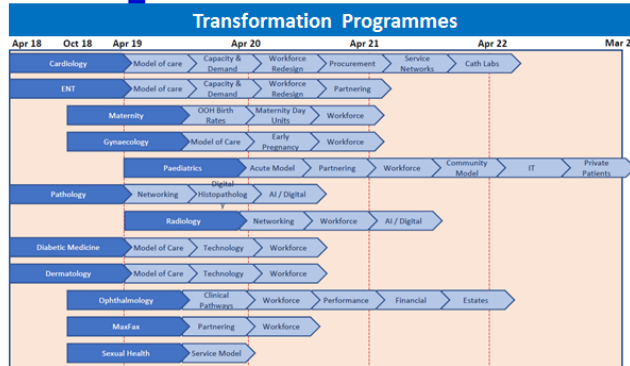 Transformation Programmes
Apr 18 Oct 18 Apr 19 Apr 20 Apr 21 Apr 22 Mar 2
Cardiology Model of care Capacity & Demand Workforce Redesign Procurement Service Networks Cath Labs
ENT Model of care Capacity & Demand Workforce Redesign Partnering
Maternity OOH Birth Rates Maternity Day Units Workforce
Gynaecology Model of Care Early Pregnancy Workforce
Paediatrics Acute Model Partnering Workforce Community Model IT Private Patients
Pathology Networking Digital Histopatholog y AI / Digital
Radiology Networking Workforce AI / Digital
Diabetic Medicine Model of Care Technology Workforce
Dermatology Model of Care Technology Workforce
Ophthalmology Clinical Pathways Workforce Performance Financial Estates
MaxFax Partnering Workforce
Sexual Health Service Model